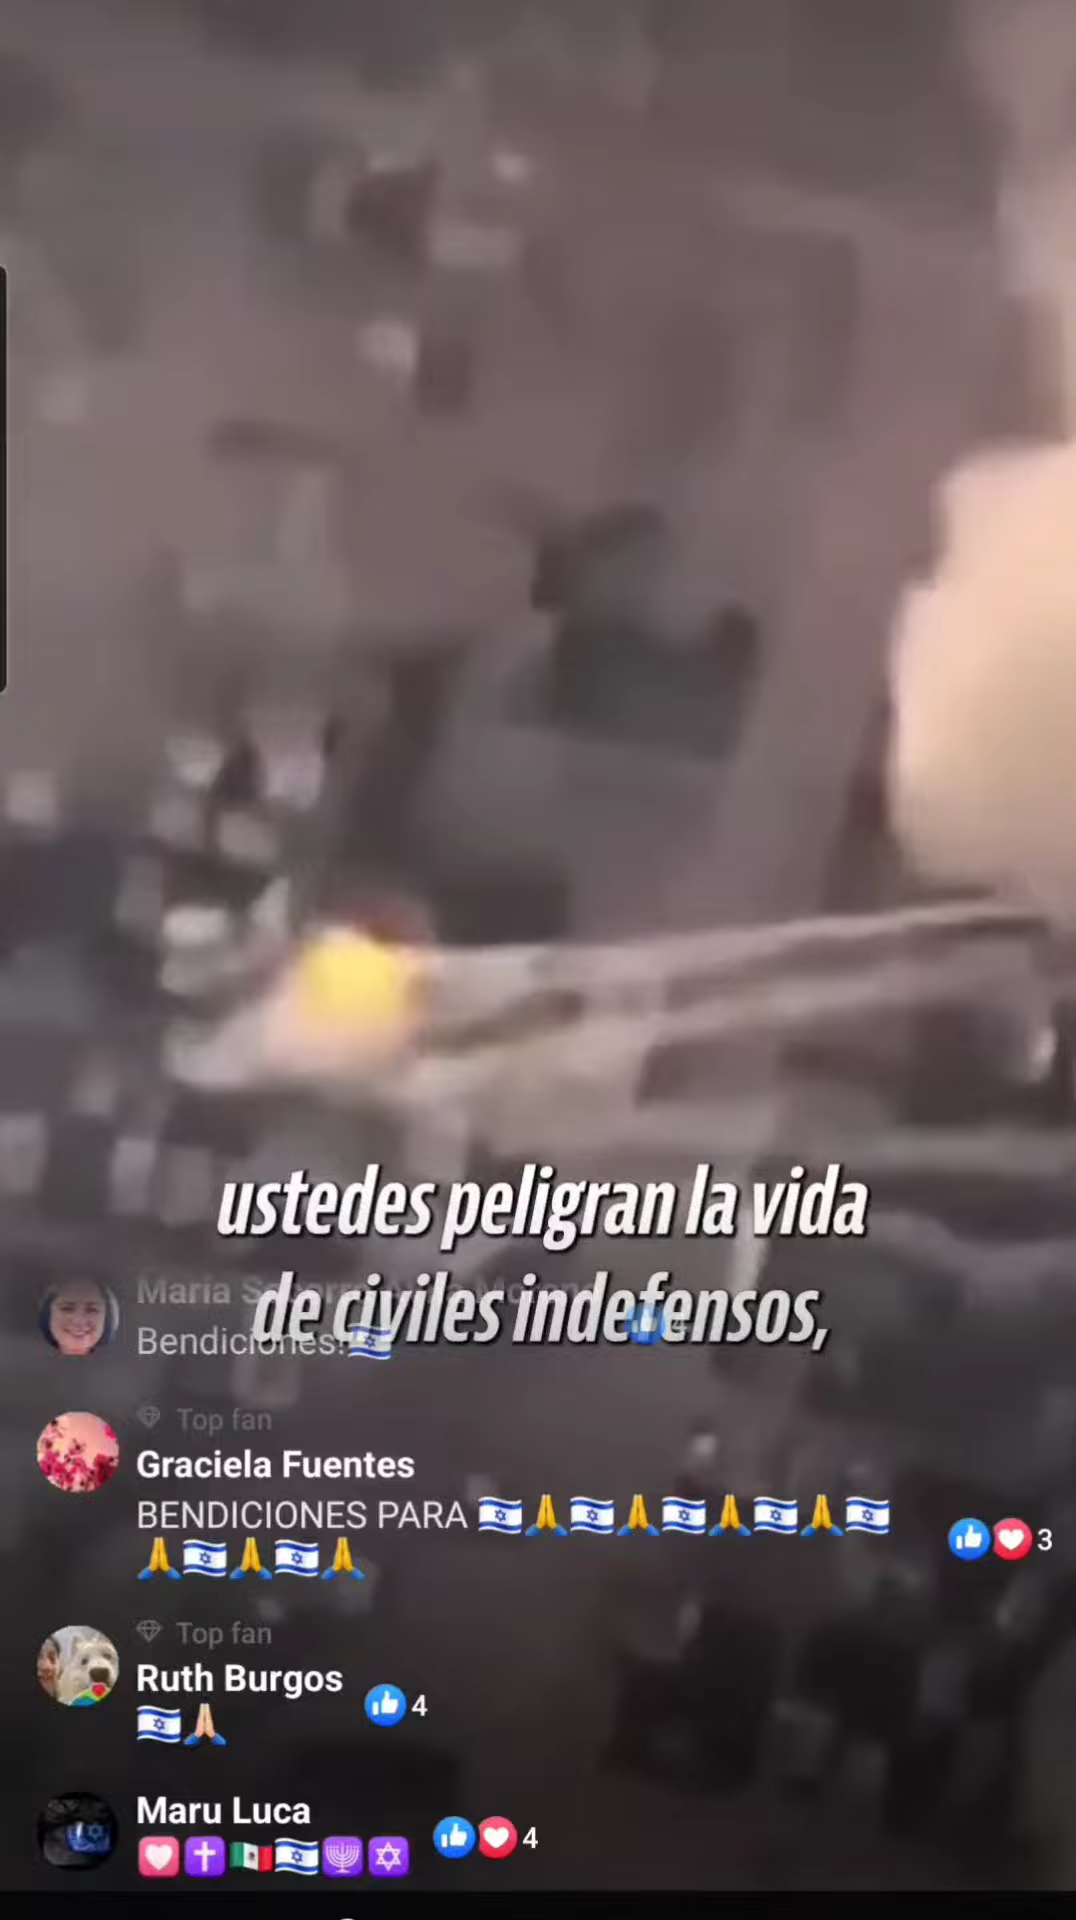 ustedes peligran la vida
de civiles indefensos,
Bendiciones!🇮🇱
Top fan
Graciela Fuentes
BENDICIONES PARA 🇮🇱🙏🇮🇱🙏🇮🇱🙏🇮🇱🙏🇮🇱
🙏🇮🇱🙏🇮🇱🙏
3
Top fan
Ruth Burgos
4
🇮🇱🙏🏼
Maru Luca
4
💟✝️🇲🇽🇮🇱🕎✡️